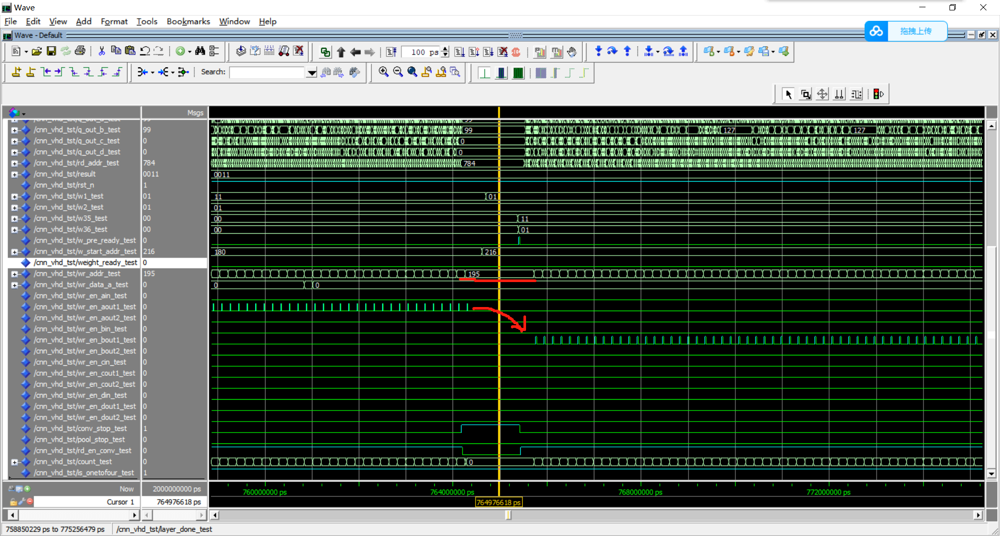 Wave
File Edit View Add Format Tools Bookmarks Window Help
Wave - Default
拖拽上传
100 ps
Search:
Msgs
/cnn_vhd_tst/q_out_b_test 99 99 127 127
/cnn_vhd_tst/q_out_c_test 0 0
/cnn_vhd_tst/q_out_d_test 0 0
/cnn_vhd_tst/rd_addr_test 784 784
/cnn_vhd_tst/result 0011 0011
/cnn_vhd_tst/rst_n 1
/cnn_vhd_tst/w1_test 01 11 01
/cnn_vhd_tst/w2_test 01 01
/cnn_vhd_tst/w35_test 00 00 11
/cnn_vhd_tst/w36_test 00 00 01
/cnn_vhd_tst/w_pre_ready_test 0
/cnn_vhd_tst/w_start_addr_test 216 180 216
/cnn_vhd_tst/weight_ready_test 0
/cnn_vhd_tst/wr_addr_test 195 195
/cnn_vhd_tst/wr_data_a_test 0 0 0
/cnn_vhd_tst/wr_en_ain_test 0
/cnn_vhd_tst/wr_en_aout1_test 0
/cnn_vhd_tst/wr_en_aout2_test 0
/cnn_vhd_tst/wr_en_bin_test 0
/cnn_vhd_tst/wr_en_bout1_test 0
/cnn_vhd_tst/wr_en_bout2_test 0
/cnn_vhd_tst/wr_en_cin_test 0
/cnn_vhd_tst/wr_en_cout1_test 0
/cnn_vhd_tst/wr_en_cout2_test 0
/cnn_vhd_tst/wr_en_din_test 0
/cnn_vhd_tst/wr_en_dout1_test 0
/cnn_vhd_tst/wr_en_dout2_test 0
/cnn_vhd_tst/conv_stop_test 1
/cnn_vhd_tst/pool_stop_test 0
/cnn_vhd_tst/rd_en_conv_test 0
/cnn_vhd_tst/count_test 0 0
/cnn_vhd_tst/is_onetofour_test 1
Now 2000000000 ps 760000000 ps 764000000 ps 768000000 ps 772000000 ps
Cursor 1 764976618 ps 764976618 ps
758850229 ps to 775256479 ps /cnn_vhd_tst/layer_done_test